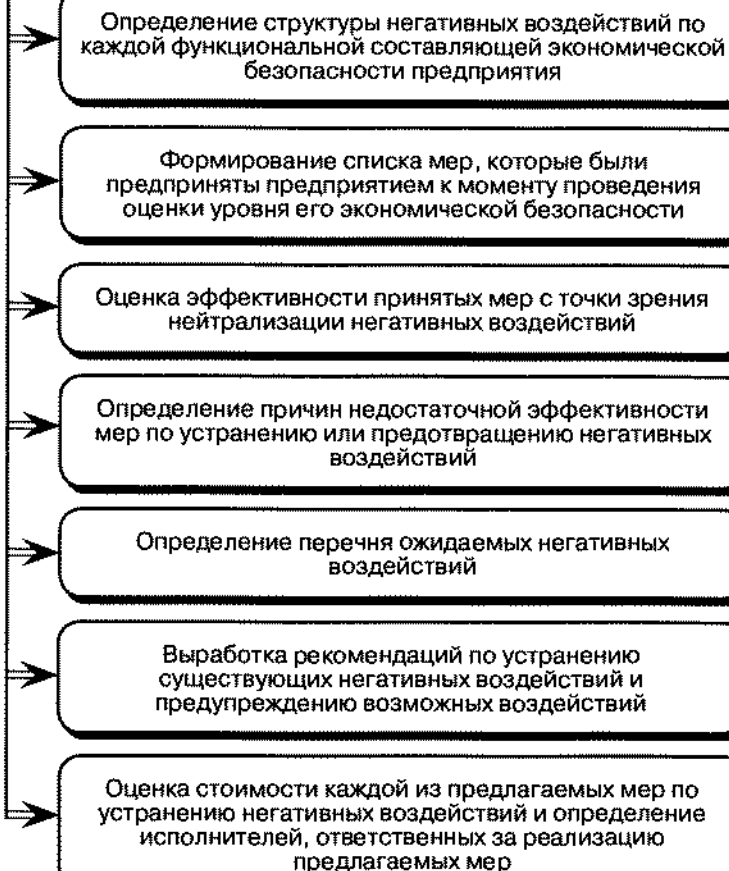 Определение структуры негативных воздействий по
каждой функциональной составляющей экономической
безопасности предприятия
Формирование списка мер, которые были
предприняты предприятием к моменту проведения
оценки уровня его экономической безопасности
Оценка эффективности принятых мер с точки зрения
нейтрализации негативных воздействий
Определение причин недостаточной эффективности
мер по устранению или предотвращению негативных
воздействий
Определение перечня ожидаемых негативных
воздействий
Выработка рекомендаций по устранению
существующих негативных воздействий и
предупреждению возможных воздействий
Оценка стоимости каждой из предлагаемых мер по
устранению негативных воздействий и определение
исполнителей, ответственных за реализацию
предлагаемых мер